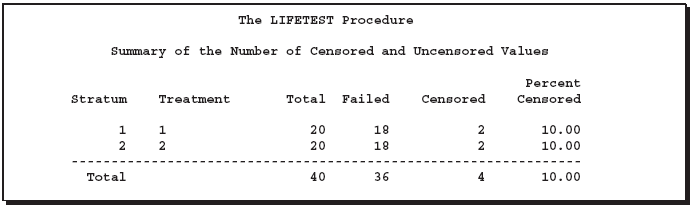 The LIFETEST Procedure
Summary of the Number of Censored and Uncensored Values
Percent
Stratum Treatment Total Failed Censored Censored
1 1 20 18 2 10.00
2 2 20 18 2 10.00
-------------------------------------------------------------------
Total 40 36 4 10.00